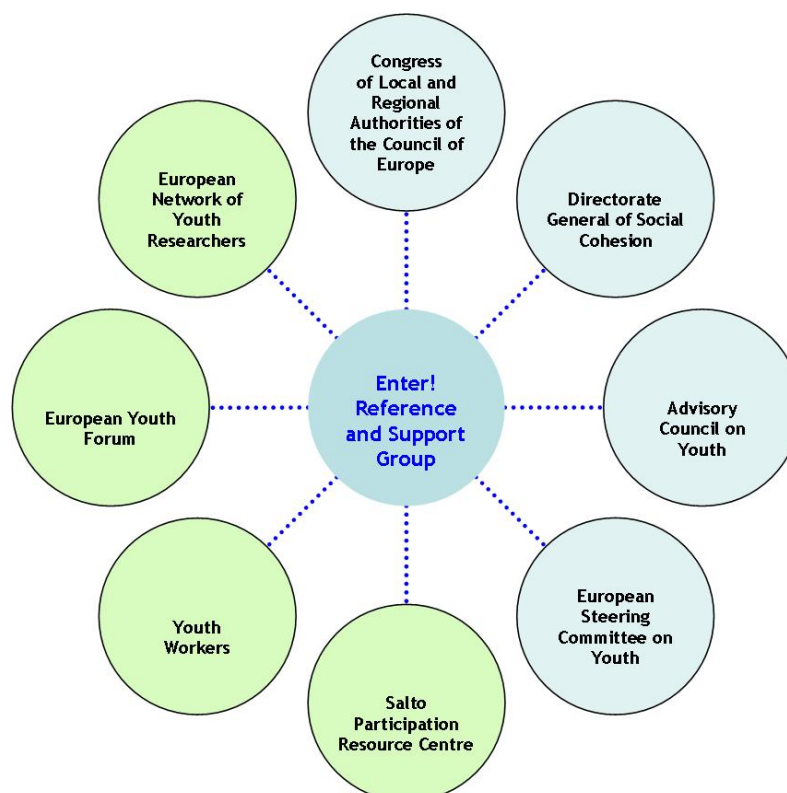 Congress
of Local and
Regional
Authorities of
the Council of
Europe
European
Network of
Youth
Researchers
Directorate
General of Social
Cohesion
Enter!
Reference
and Support
Group
European Youth
Forum
Advisory
Council on
Youth
Youth
Workers
European
Steering
Committee on
Youth
Salto
Participation
Resource Centre